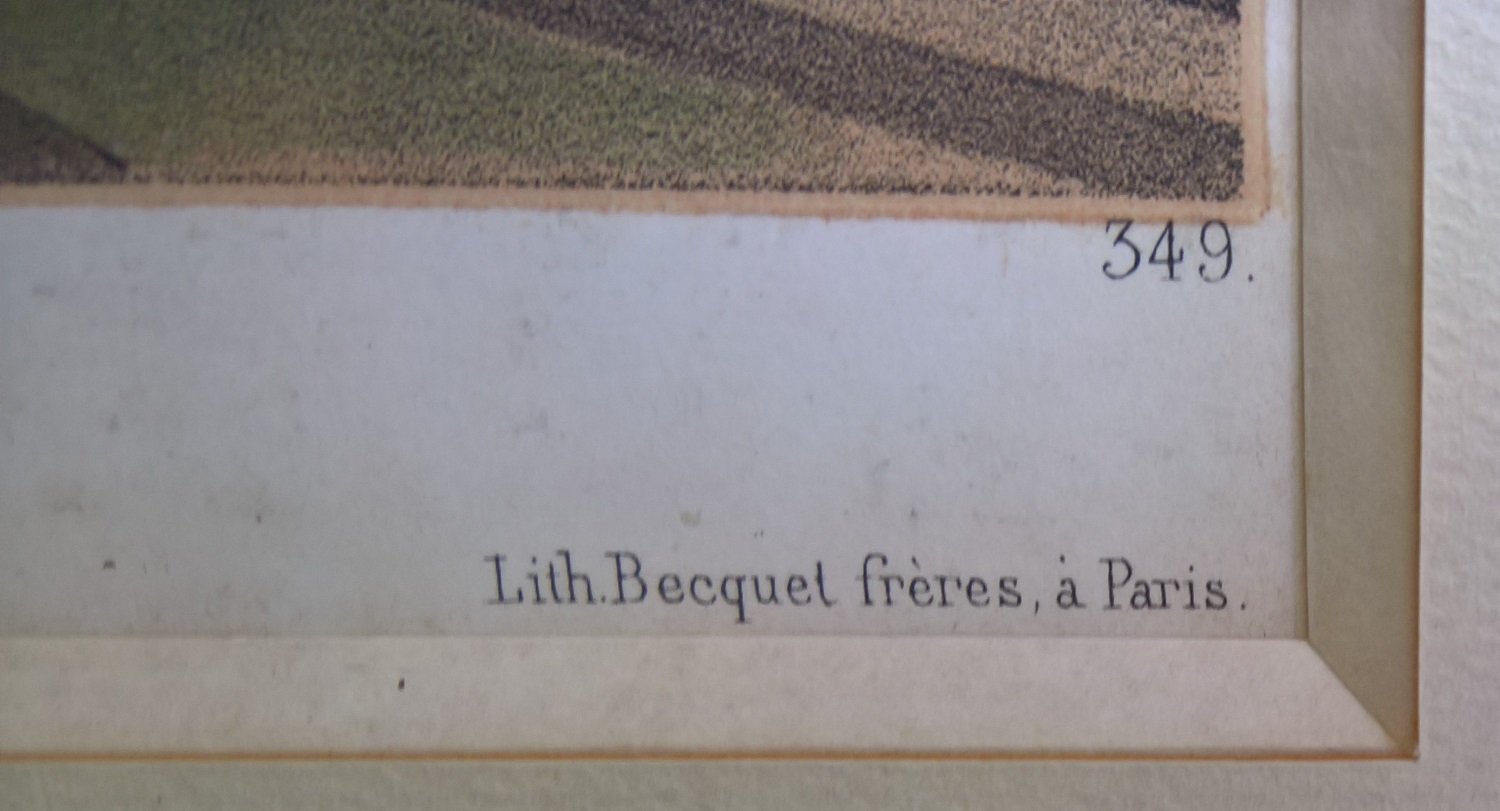 349.
Lith. Becquet frères, à Paris.